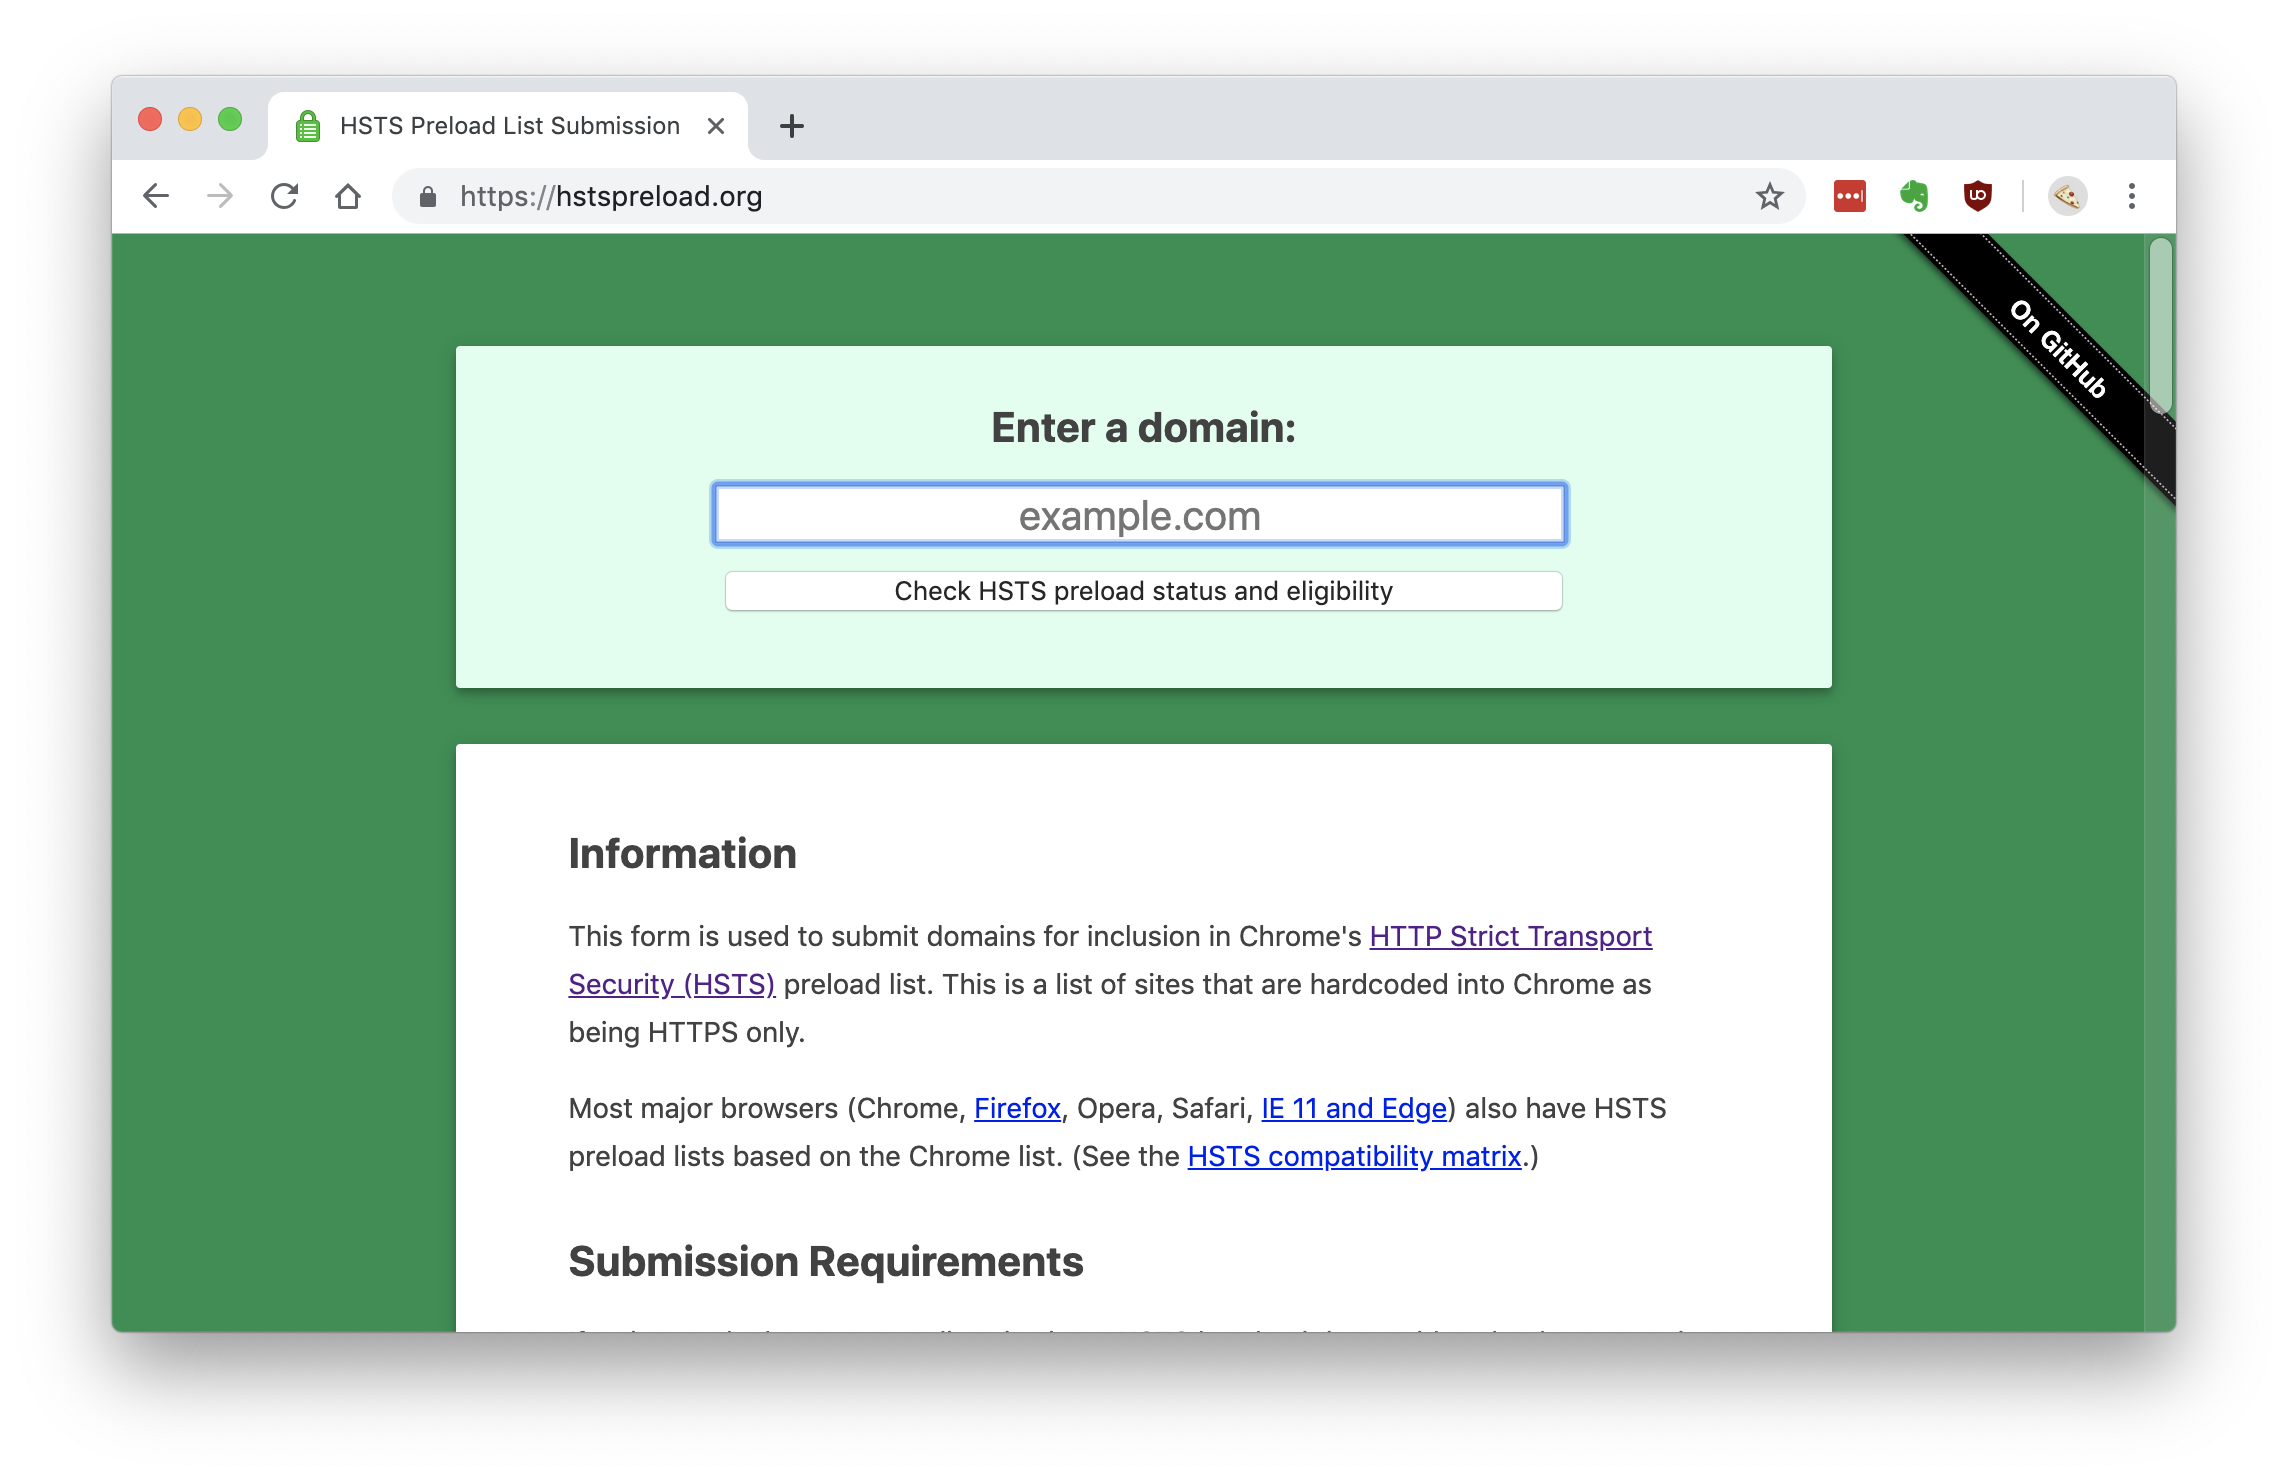 HSTS Preload List Submission
https://hstspreload.org
On GitHub
Enter a domain:
example.com
Check HSTS preload status and eligibility
Information
This form is used to submit domains for inclusion in Chrome's HTTP Strict Transport
Security (HSTS) preload list. This is a list of sites that are hardcoded into Chrome as
being HTTPS only.
Most major browsers (Chrome, Firefox, Opera, Safari, IE 11 and Edge) also have HSTS
preload lists based on the Chrome list. (See the HSTS compatibility matrix.)
Submission Requirements